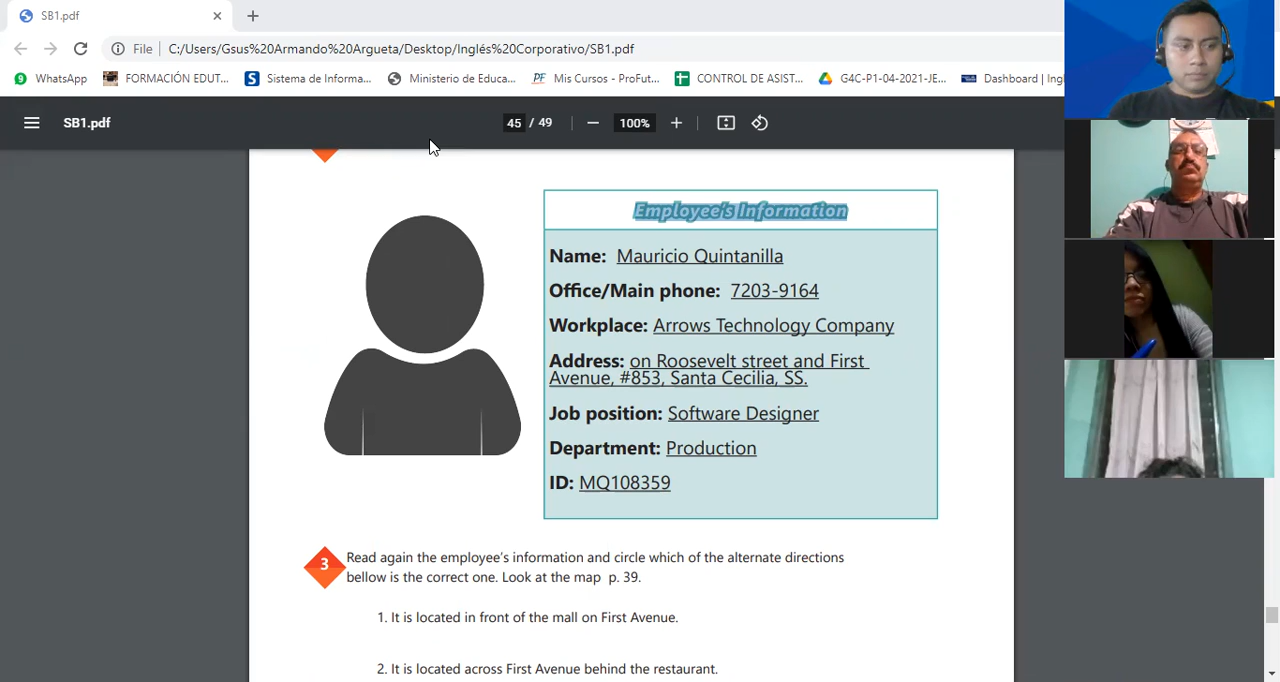 SB1.pdf
File C:/Users/Gsus%20Armando%20Argueta/Desktop/Inglés%20Corporativo/SB1.pdf
9 WhatsApp FORMACIÓN EDUT... S Sistema de Informa... Ministerio de Educa... PF Mis Cursos - ProFut... CONTROL DE ASIST... G4C-P1-04-2021-JE... Dashboard | Ingl
SB1.pdf 45 / 49 100%
Employee's Information
Name: Mauricio Quintanilla
Office/Main phone: 7203-9164
Workplace: Arrows Technology Company
Address: on Roosevelt street and First
Avenue, #853, Santa Cecilia, SS.
Job position: Software Designer
Department: Production
ID: MQ108359
3 Read again the employee's information and circle which of the alternate directions
bellow is the correct one. Look at the map p. 39.
1. It is located in front of the mall on First Avenue.
2. It is located across First Avenue behind the restaurant.